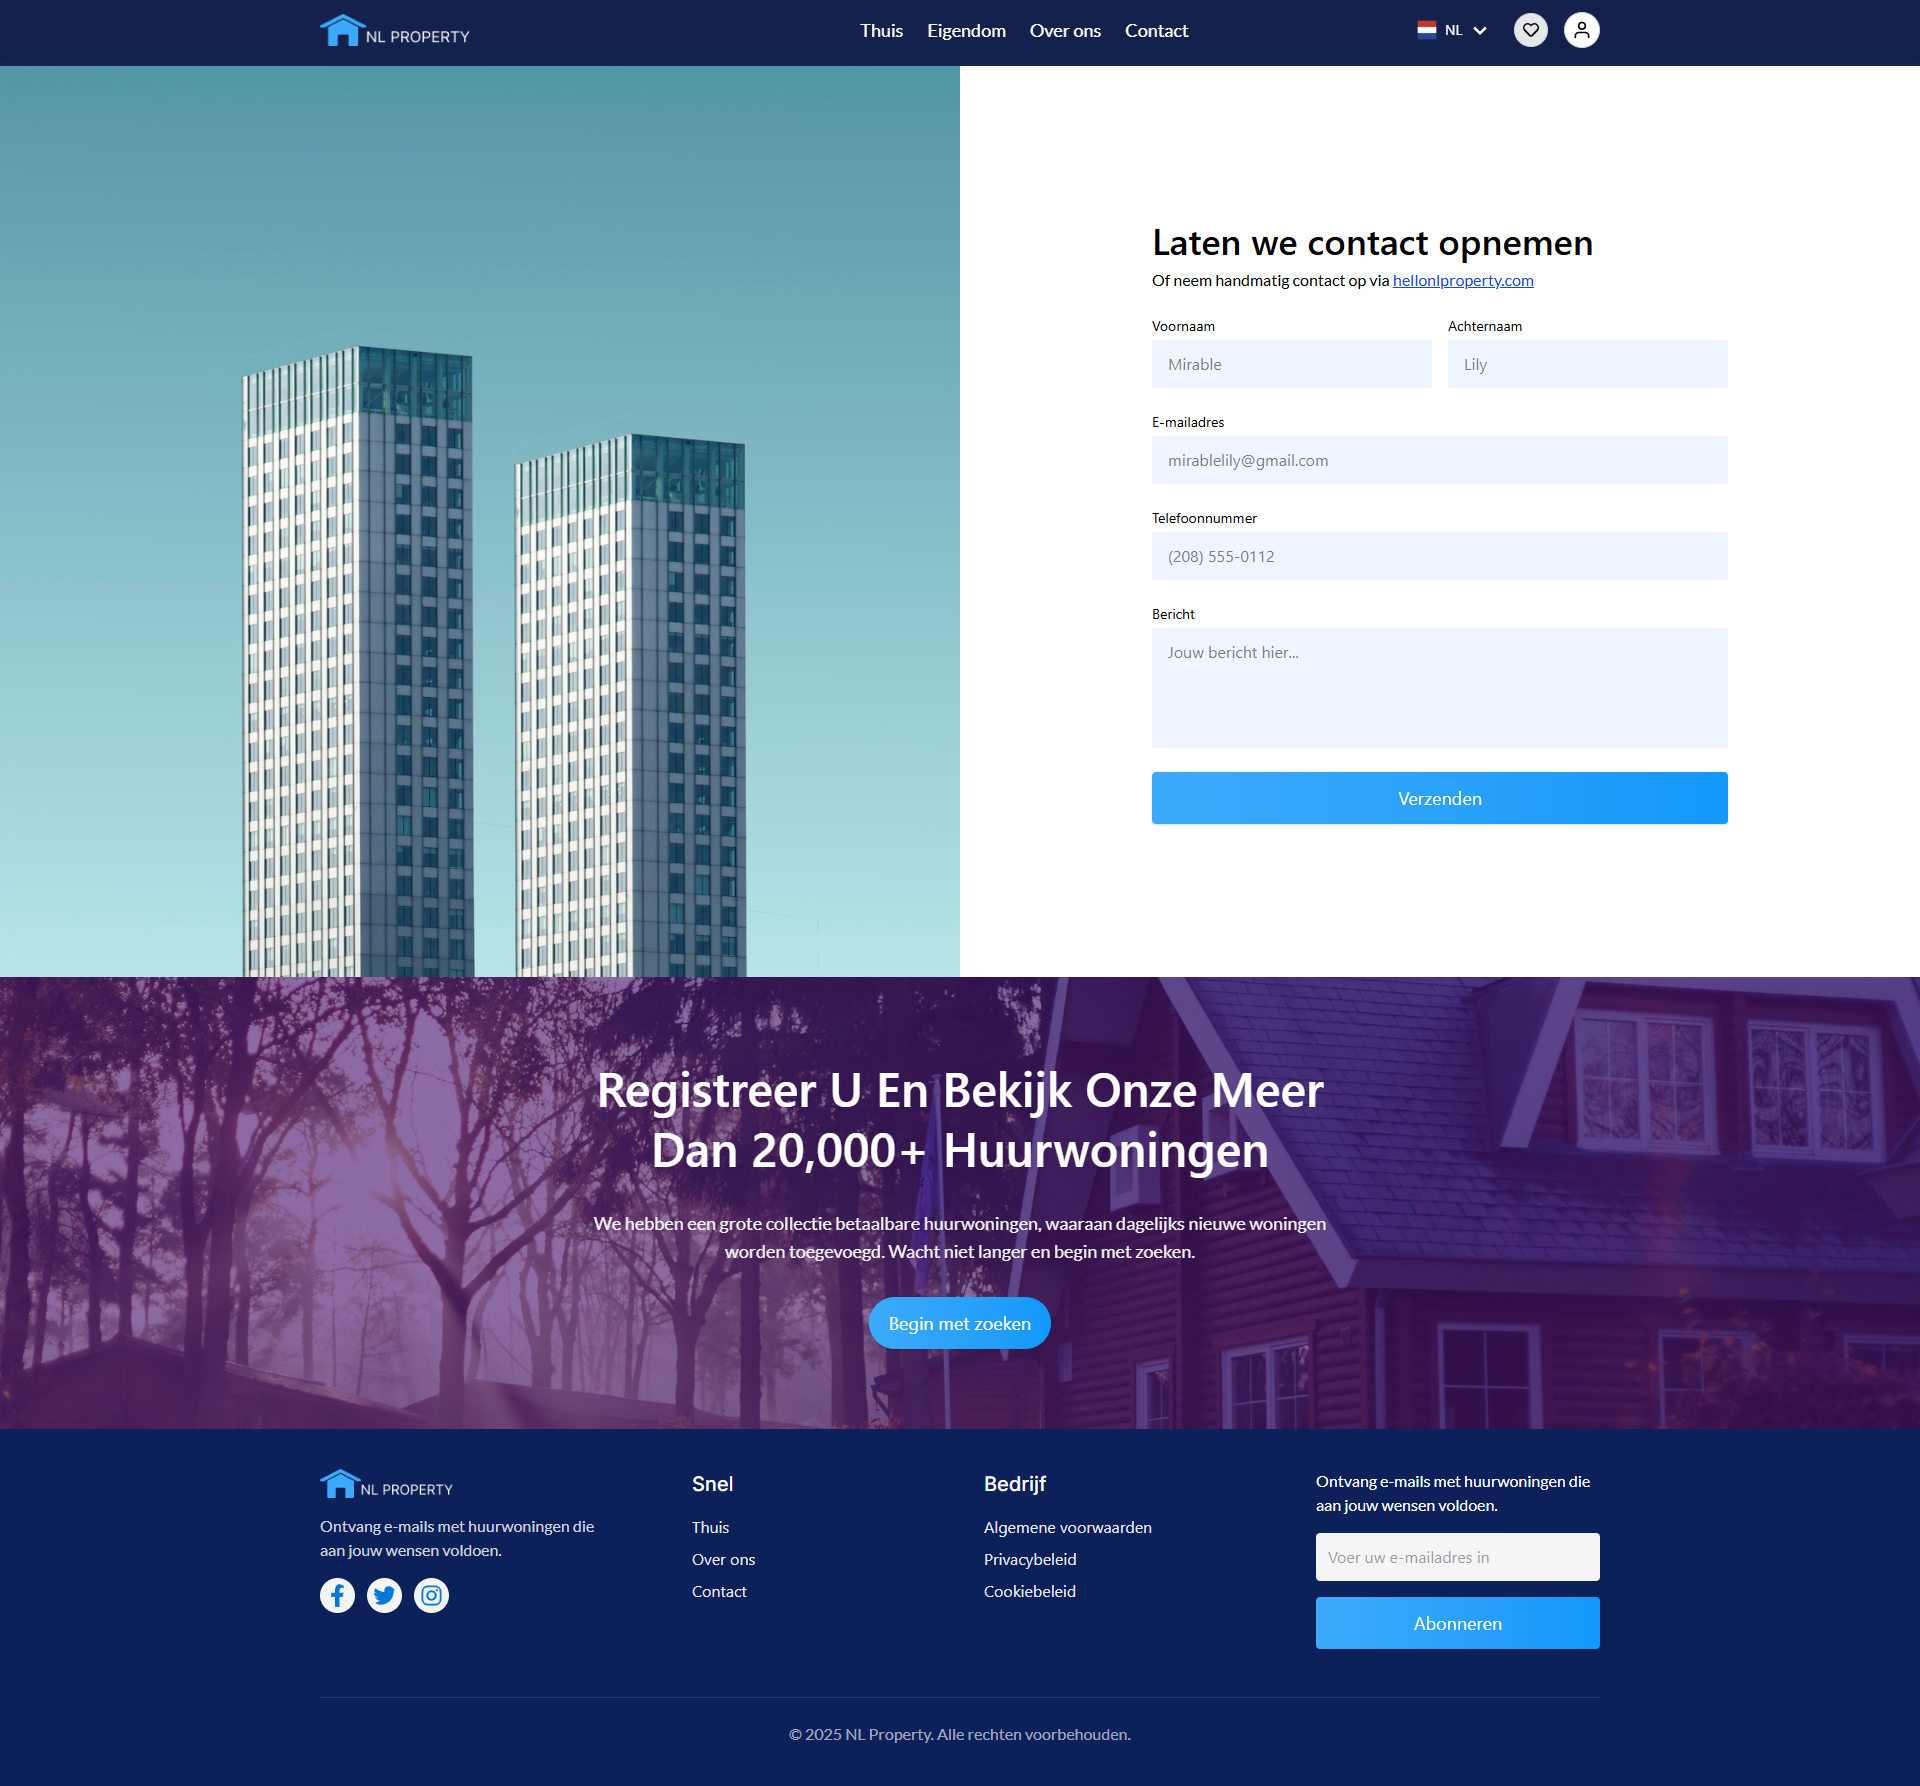 NL PROPERTY
Thuis Eigendom Over ons Contact
NL
Laten we contact opnemen
Of neem handmatig contact op via hellonlproperty.com
Voornaam Achternaam
Mirable Lily
E-mailadres
mirablelily@gmail.com
Telefoonnummer
(208) 555-0112
Bericht
Jouw bericht hier...
Verzenden
Registreer U En Bekijk Onze Meer
Dan 20,000+ Huurwoningen
We hebben een grote collectie betaalbare huurwoningen, waaraan dagelijks nieuwe woningen
worden toegevoegd. Wacht niet langer en begin met zoeken.
Begin met zoeken
NL PROPERTY
Ontvang e-mails met huurwoningen die
aan jouw wensen voldoen.
Snel
Thuis
Over ons
Contact
Bedrijf
Algemene voorwaarden
Privacybeleid
Cookiebeleid
Ontvang e-mails met huurwoningen die
aan jouw wensen voldoen.
Voer uw e-mailadres in
Abonneren
© 2025 NL Property. Alle rechten voorbehouden.